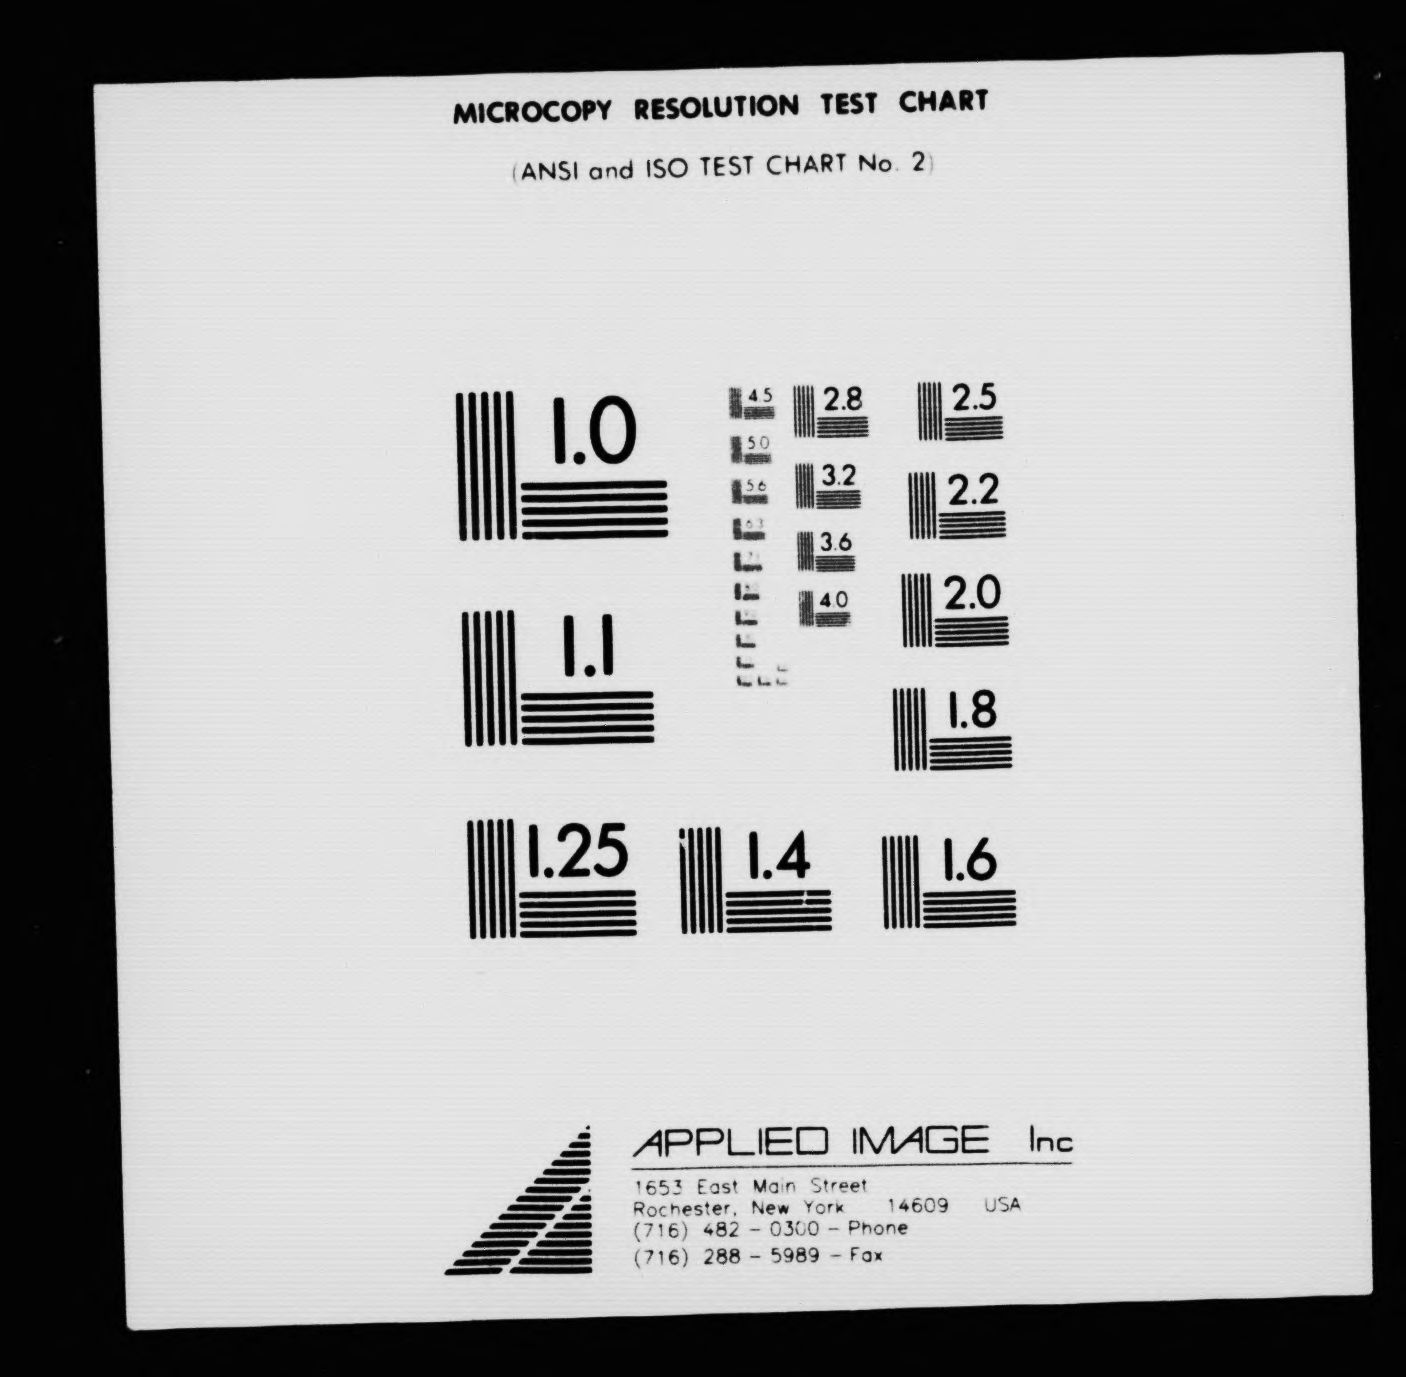 MICROCOPY RESOLUTION TEST CHART
(ANSI and ISO TEST CHART No. 2)
1.0
1.1
1.25
1.4
1.6
1.8
2.0
2.2
2.5
2.8
3.2
3.6
4.0
4.5
5.0
5.6
6.3
APPLIED IMAGE Inc
1653 East Main Street
Rochester, New York 14609 USA
(716) 482 - 0300 - Phone
(716) 288 - 5989 - Fax